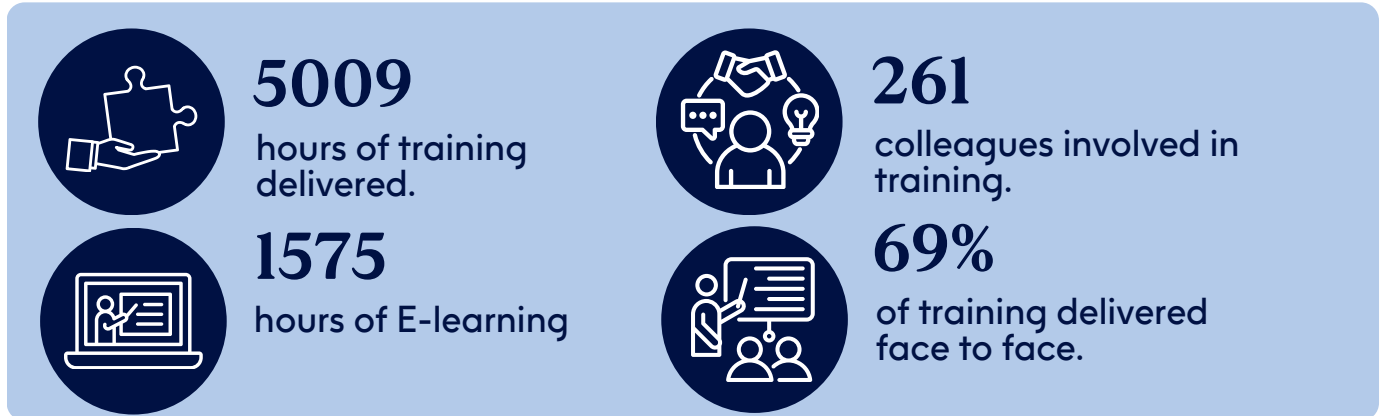 5009
hours of training
delivered.
1575
hours of E-learning
261
colleagues involved in
training.
69%
of training delivered
face to face.